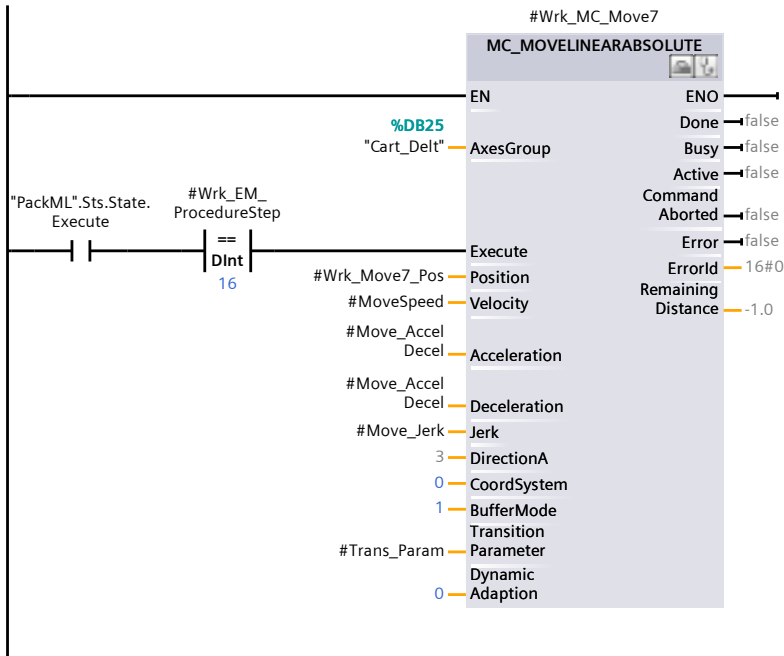 #Wrk_MC_Move7
MC_MOVELINEARABSOLUTE
EN ENO
%DB25
"Cart_Delt" AxesGroup
Done false
Busy false
Active false
Command
Aborted false
"PackML".Sts.State.
Execute
#Wrk_EM_
ProcedureStep
==
DInt
16
Execute
Error false
#Wrk_Move7_Pos Position
ErrorId 16#0
#MoveSpeed Velocity
Remaining
Distance -1.0
#Move_Accel
Decel Acceleration
#Move_Accel
Decel Deceleration
#Move_Jerk Jerk
3 DirectionA
0 CoordSystem
1 BufferMode
Transition
#Trans_Param Parameter
Dynamic
0 Adaption